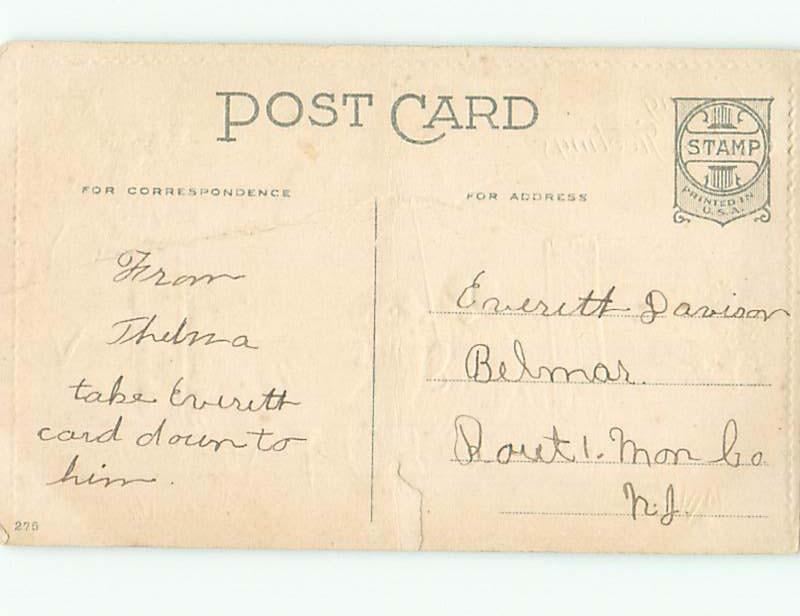 POST CARD
STAMP
PRINTED IN
U.S.A.
FOR CORRESPONDENCE
FOR ADDRESS
From
Thelma
take Everett
card down to
him.
Everett Davison
Belmar.
Rout 1. Mon Co.
N.J.
275